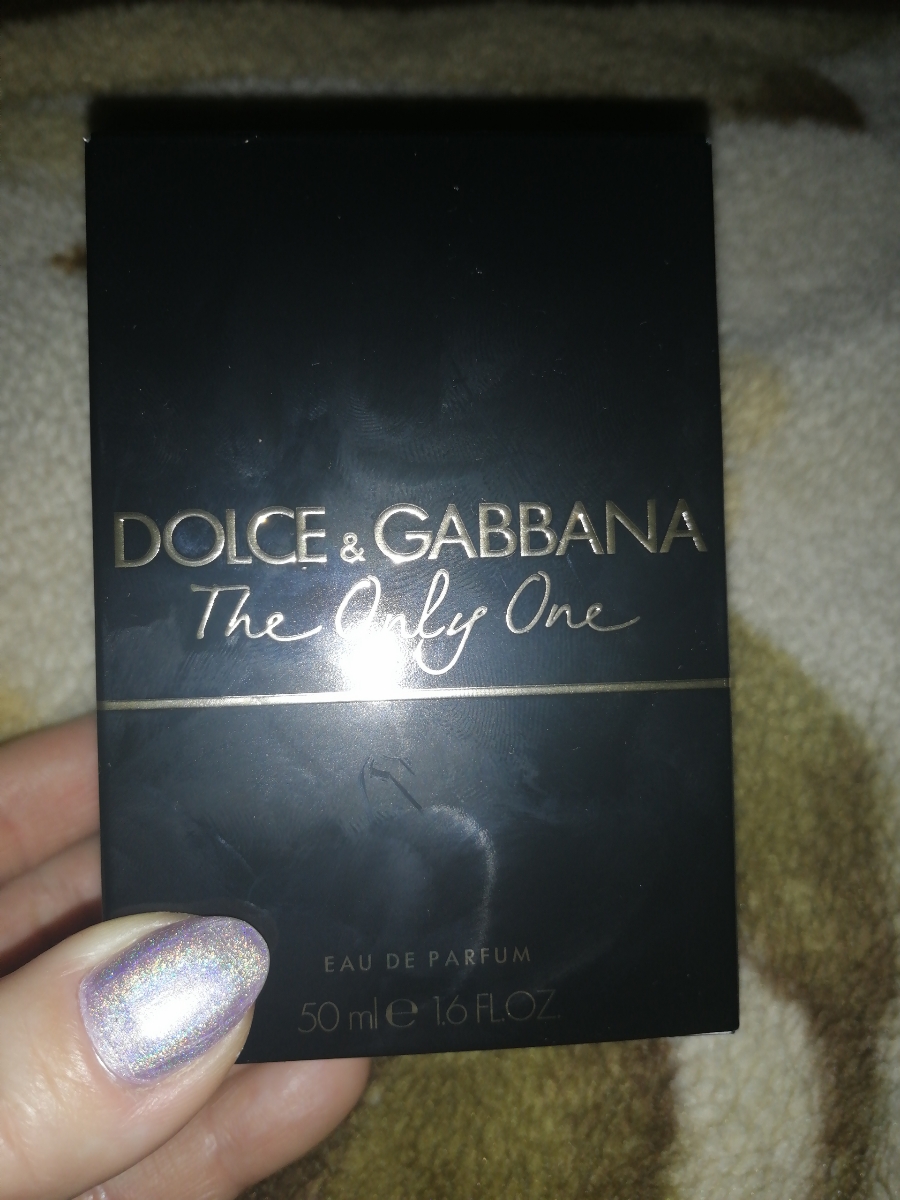 DOLCE & GABBANA
The Only One
EAU DE PARFUM
50 ml e 1.6 FL.OZ.